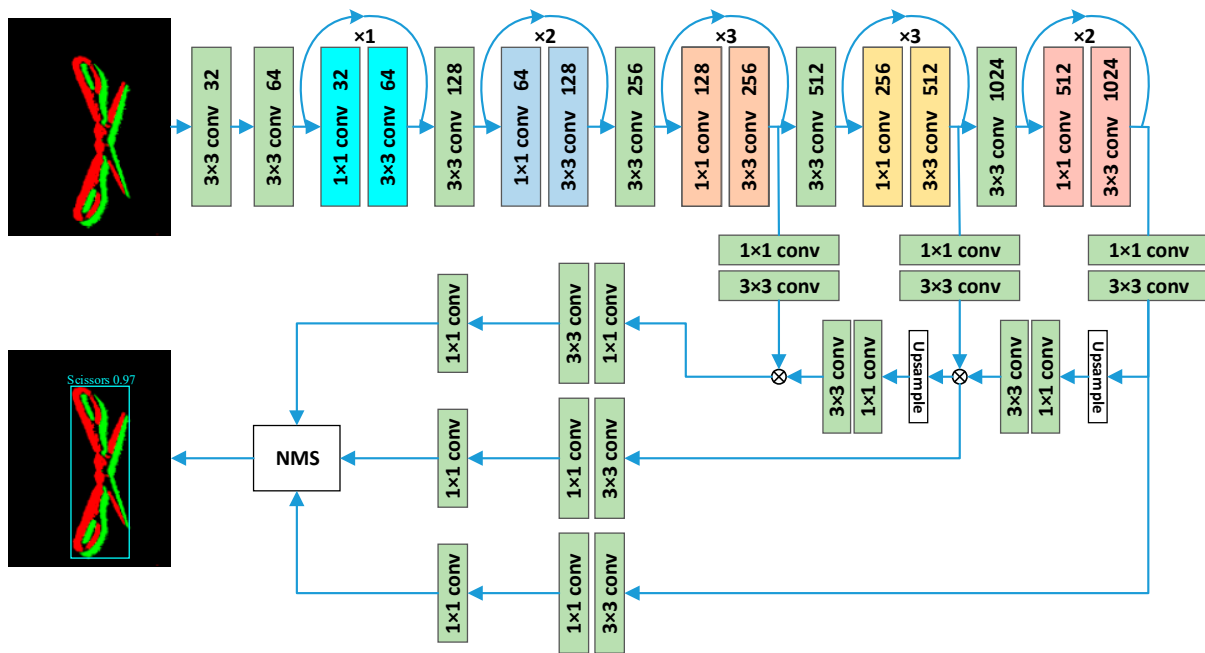 ×1
×2
×3
×3
×2
3×3 conv 32
3×3 conv 64
1×1 conv 32
3×3 conv 64
3×3 conv 128
1×1 conv 64
3×3 conv 128
3×3 conv 256
1×1 conv 128
3×3 conv 256
3×3 conv 512
1×1 conv 256
3×3 conv 512
3×3 conv 1024
1×1 conv 512
3×3 conv 1024
1×1 conv
3×3 conv
1×1 conv
3×3 conv
1×1 conv
3×3 conv
1×1 conv
3×3 conv
1×1 conv
3×3 conv
1×1 conv
Upsample
3×3 conv
1×1 conv
Upsample
Scissors 0.97
NMS
1×1 conv
1×1 conv
3×3 conv
1×1 conv
1×1 conv
3×3 conv